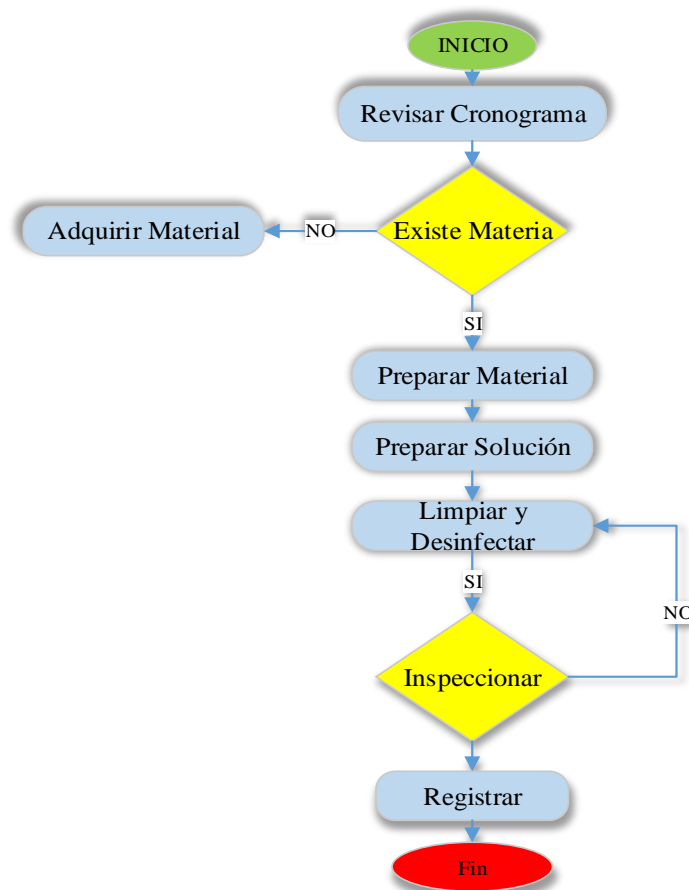 INICIO
Revisar Cronograma
Adquirir Material
NO
Existe Materia
SI
Preparar Material
Preparar Solución
Limpiar y
Desinfectar
SI
NO
Inspeccionar
Registrar
Fin